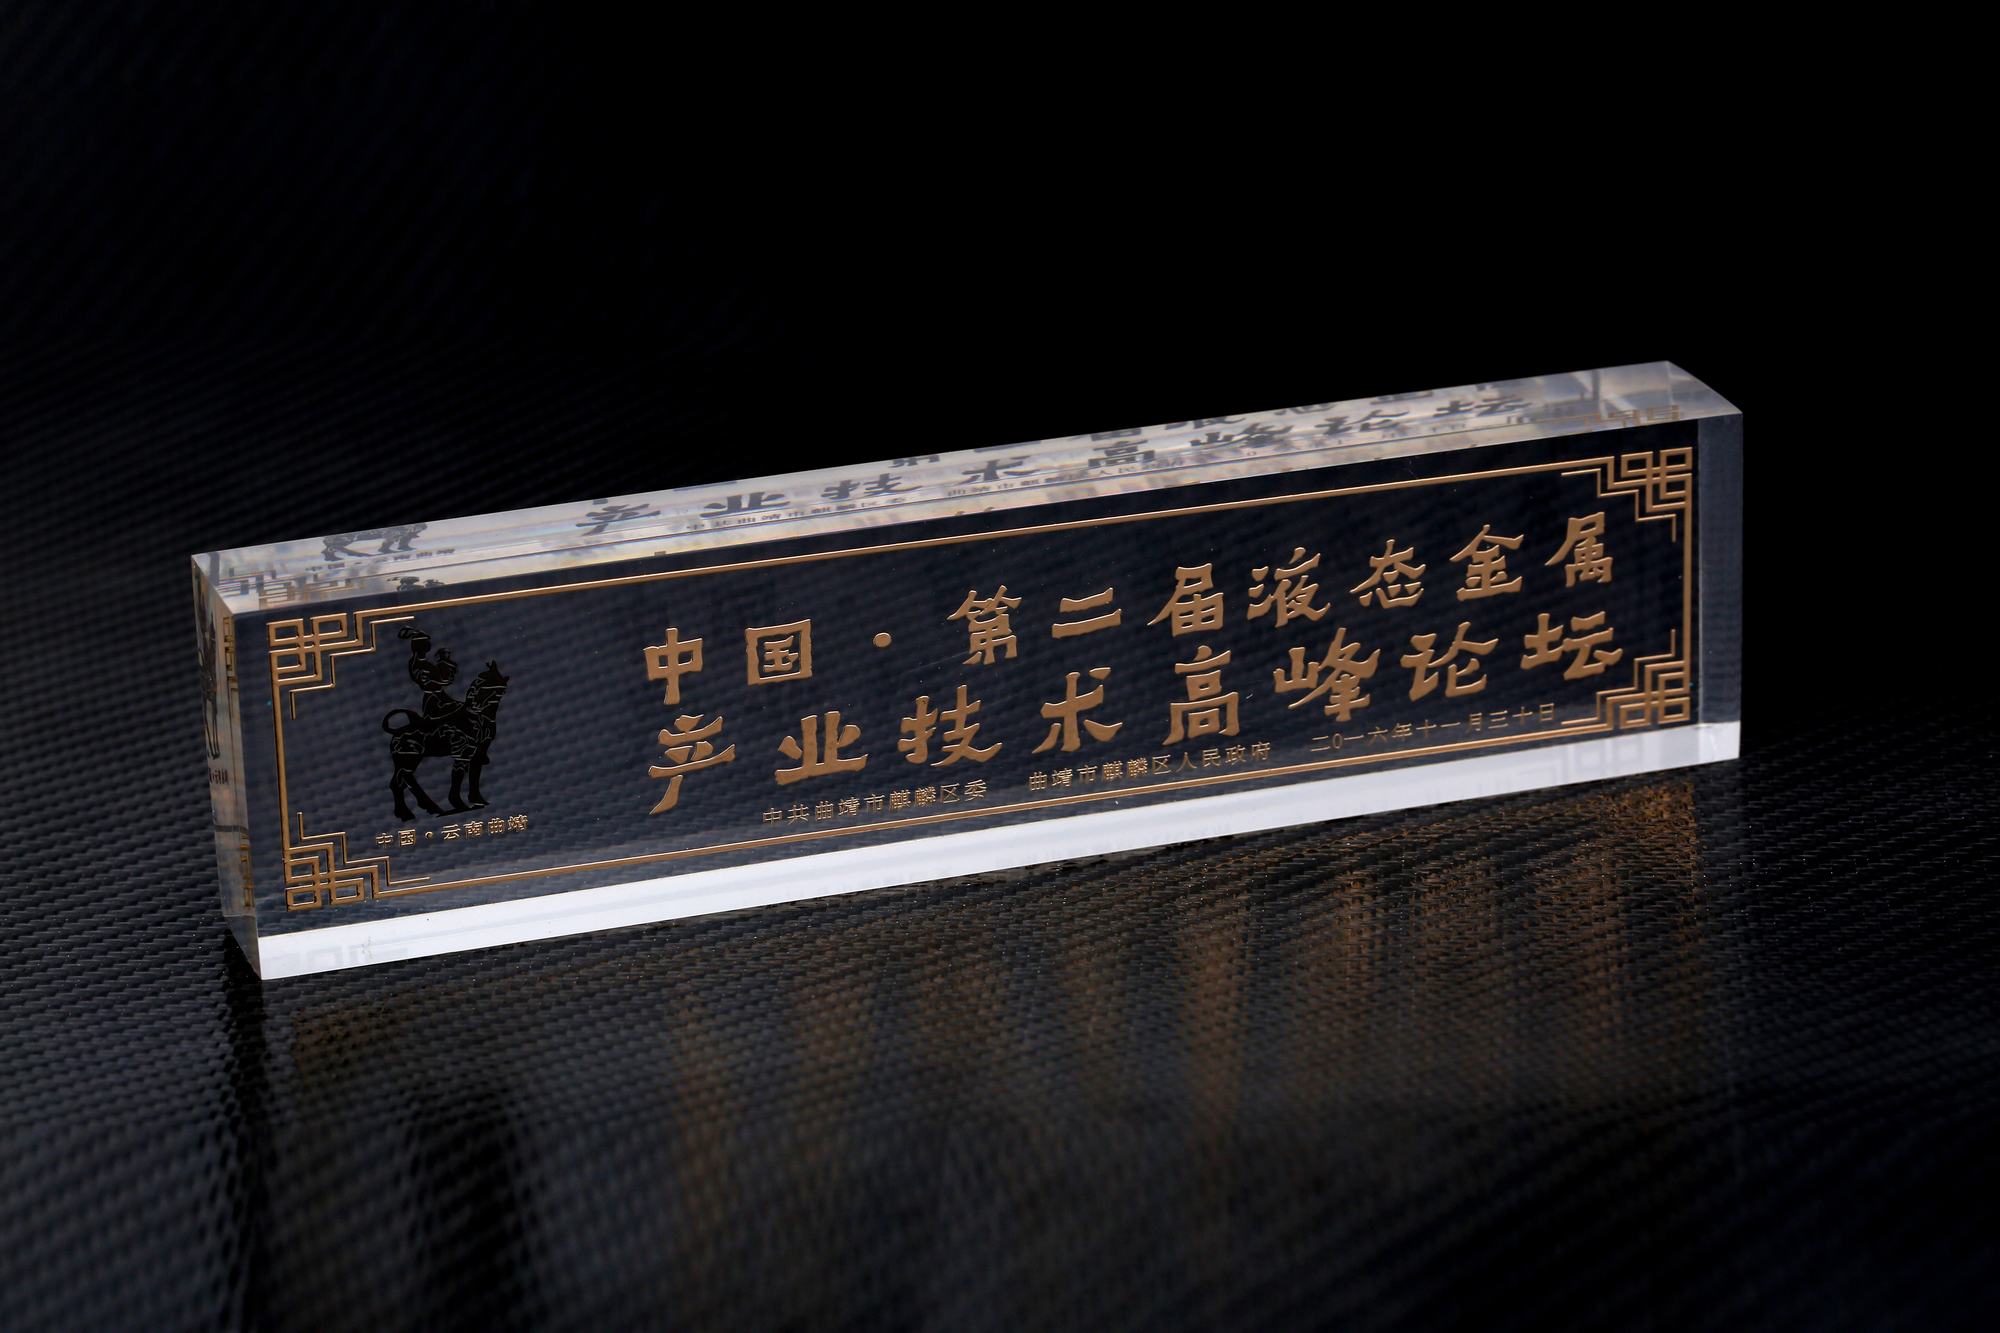 中国·第二届液态金属
产业技术高峰论坛
中共曲靖市麒麟区委 曲靖市麒麟区人民政府 二0一六年十一月三十日
中国·云南曲靖